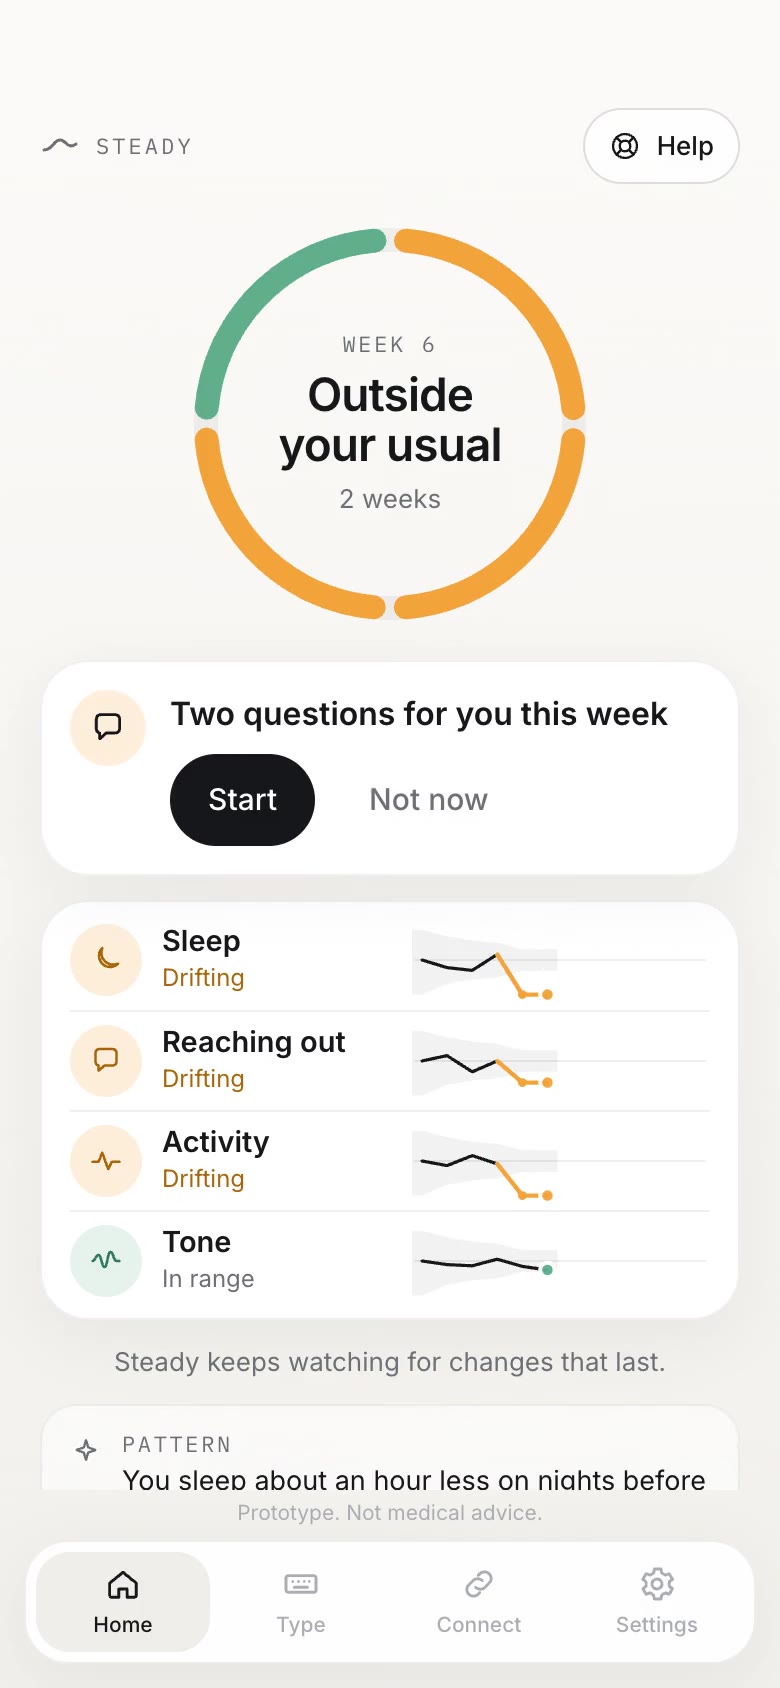 STEADY
Help
WEEK 6
Outside
your usual
2 weeks
Two questions for you this week
Start
Not now
Sleep
Drifting
Reaching out
Drifting
Activity
Drifting
Tone
In range
Steady keeps watching for changes that last.
PATTERN
You sleep about an hour less on nights before
Prototype. Not medical advice.
Home
Type
Connect
Settings